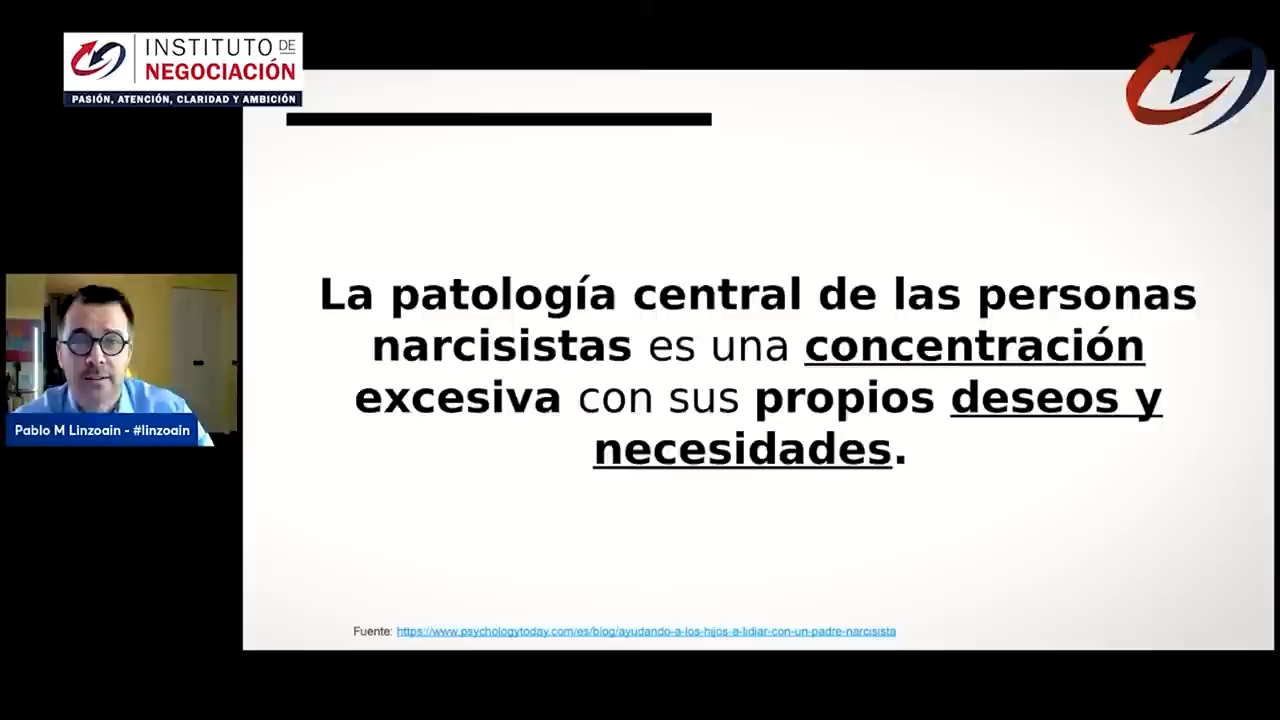 INSTITUTO DE
NEGOCIACIÓN
PASIÓN, ATENCIÓN, CLARIDAD Y AMBICIÓN
La patología central de las personas
narcisistas es una concentración
excesiva con sus propios deseos y
necesidades.
Pablo M Linzoain - #linzoain
Fuente: https://www.psychologytoday.com/es/blog/ayudando-a-los-hijos-a-lidiar-con-un-padre-narcisista